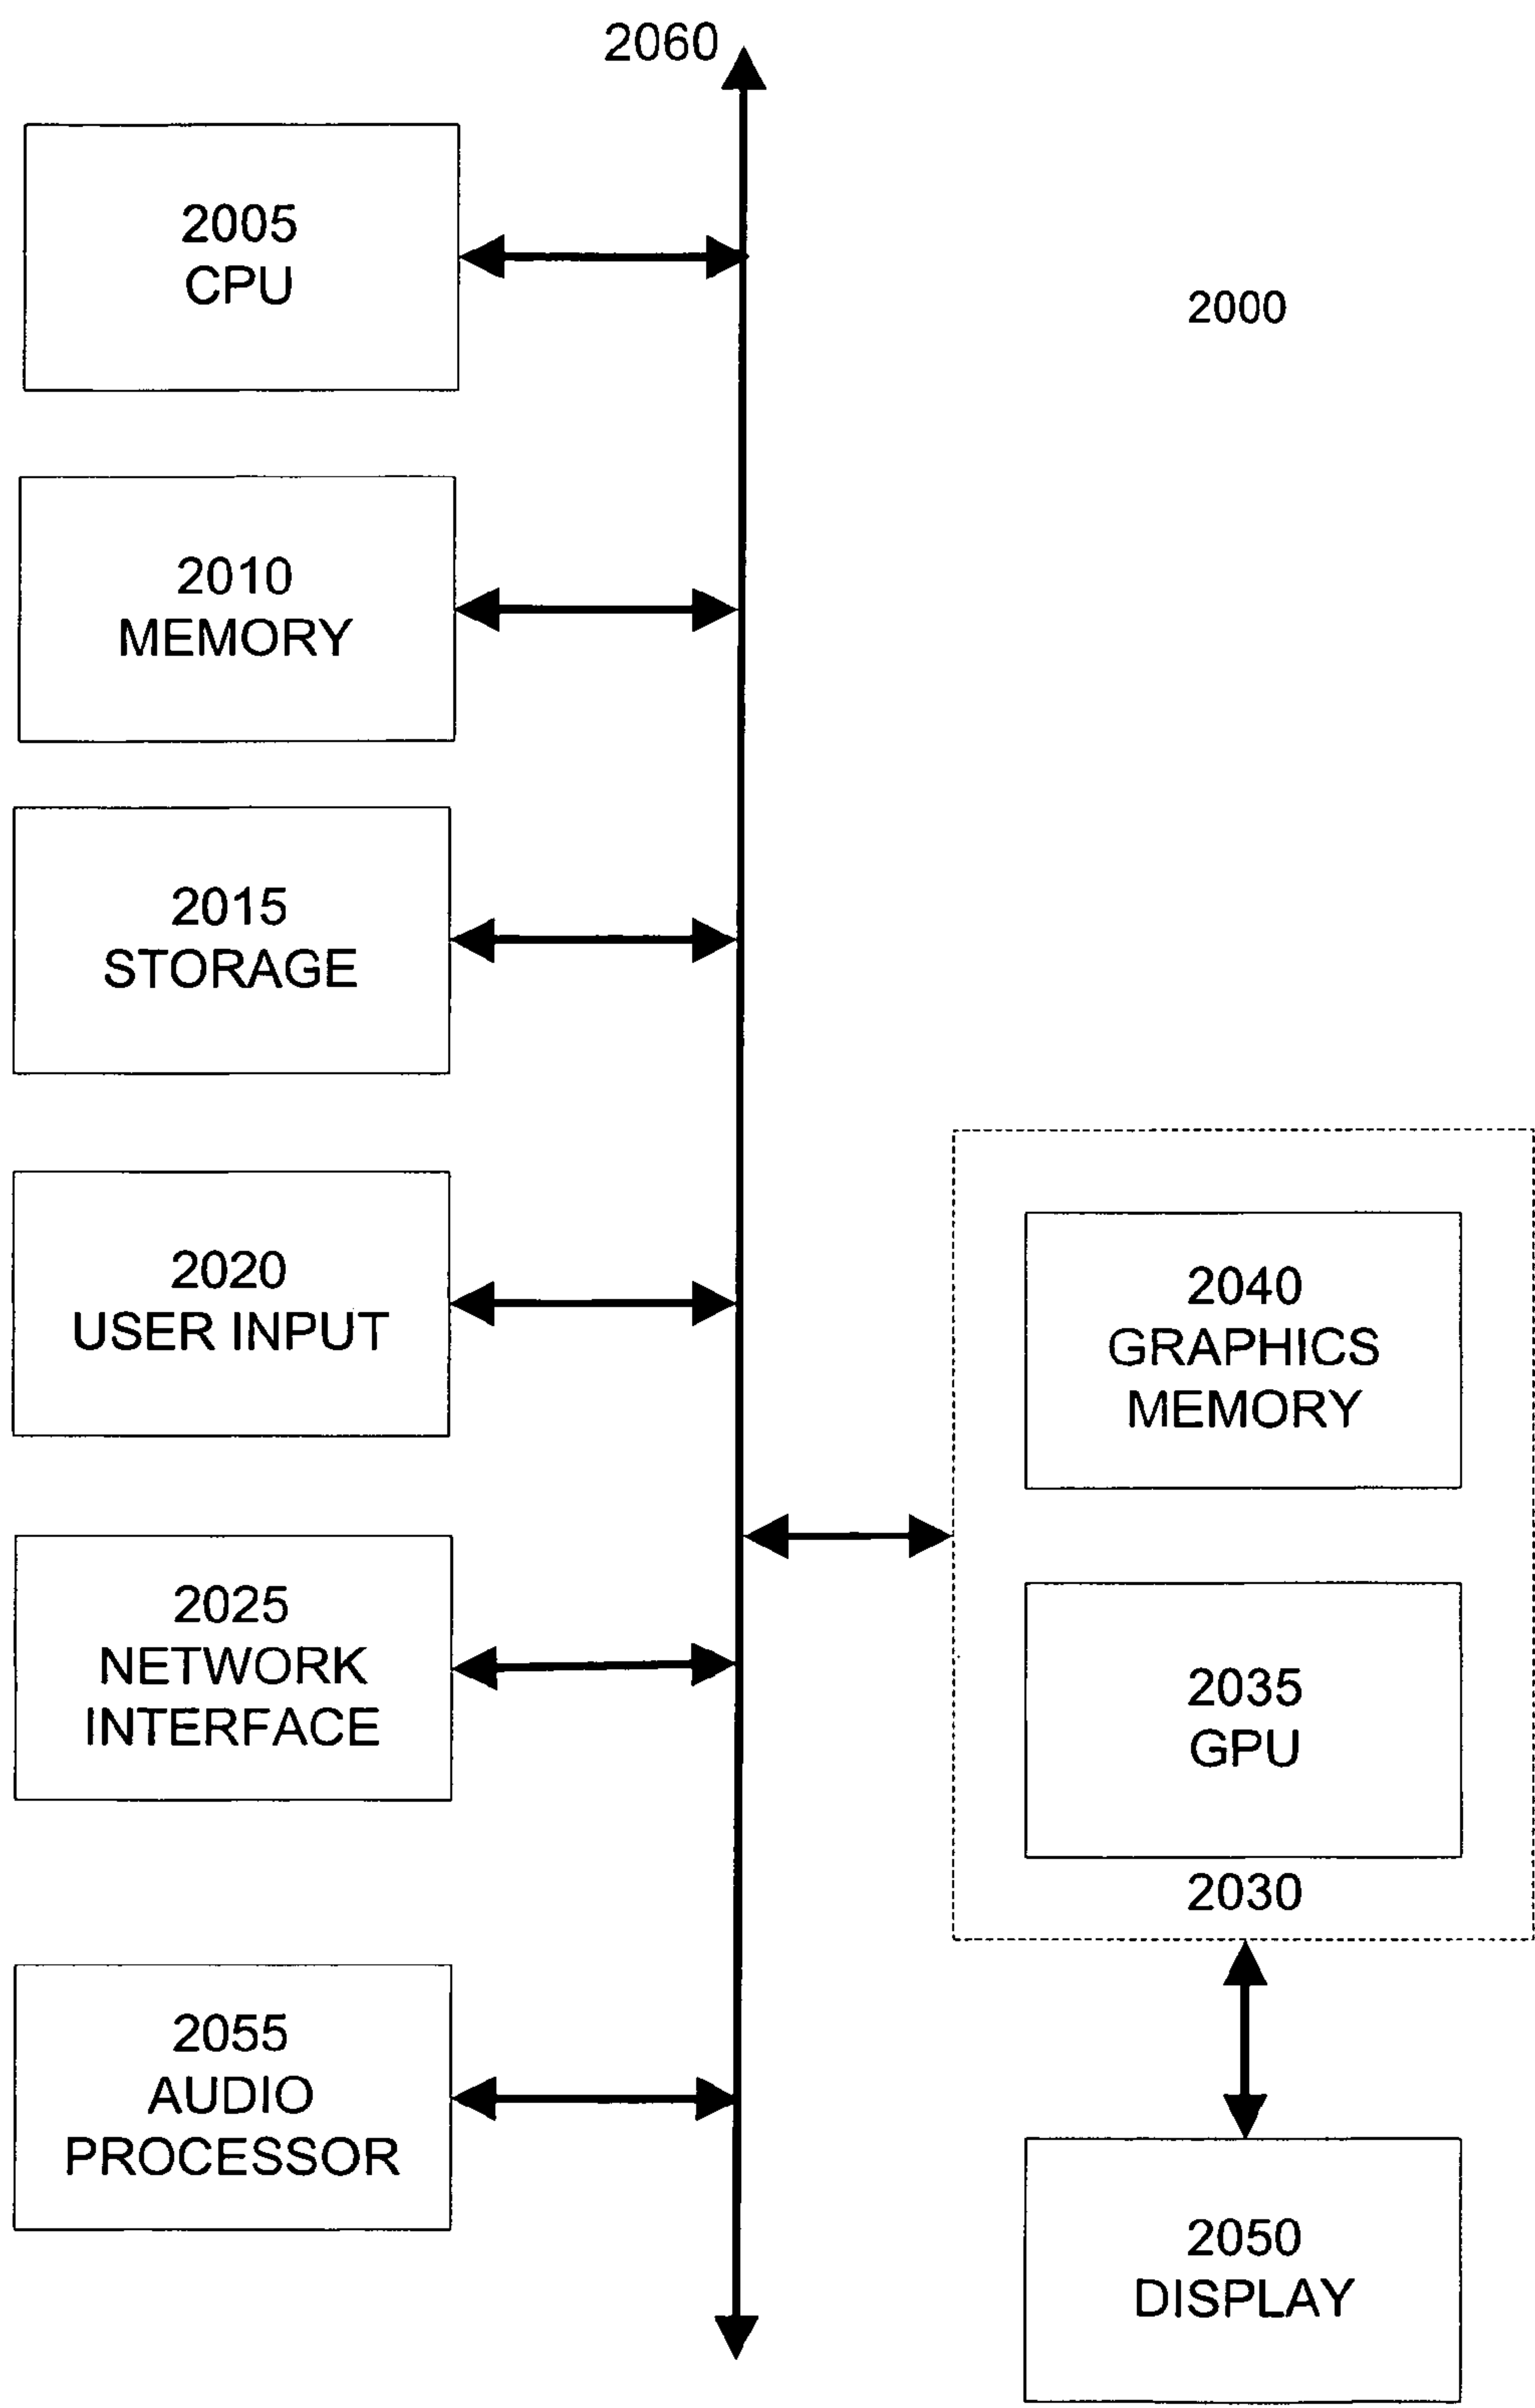 2060
2005
CPU
2000
2010
MEMORY
2015
STORAGE
2020
USER INPUT
2040
GRAPHICS
MEMORY
2025
NETWORK
INTERFACE
2035
GPU
2030
2055
AUDIO
PROCESSOR
2050
DISPLAY